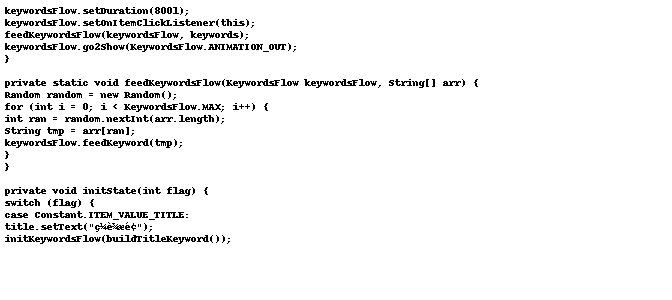 keywordsFlow.setDuration(800l);
keywordsFlow.setOnItemClickListener(this);
feedKeywordsFlow(keywordsFlow, keywords);
keywordsFlow.go2Show(KeywordsFlow.ANIMATION_OUT);
}

private static void feedKeywordsFlow(KeywordsFlow keywordsFlow, String[] arr) {
Random random = new Random();
for (int i = 0; i < KeywordsFlow.MAX; i++) {
int ran = random.nextInt(arr.length);
String tmp = arr[ran];
keywordsFlow.feedKeyword(tmp);
}
}

private void initState(int flag) {
switch (flag) {
case Constant.ITEM_VALUE_TITLE:
title.setText("ç¼è¾æé¢");
initKeywordsFlow(buildTitleKeyword());